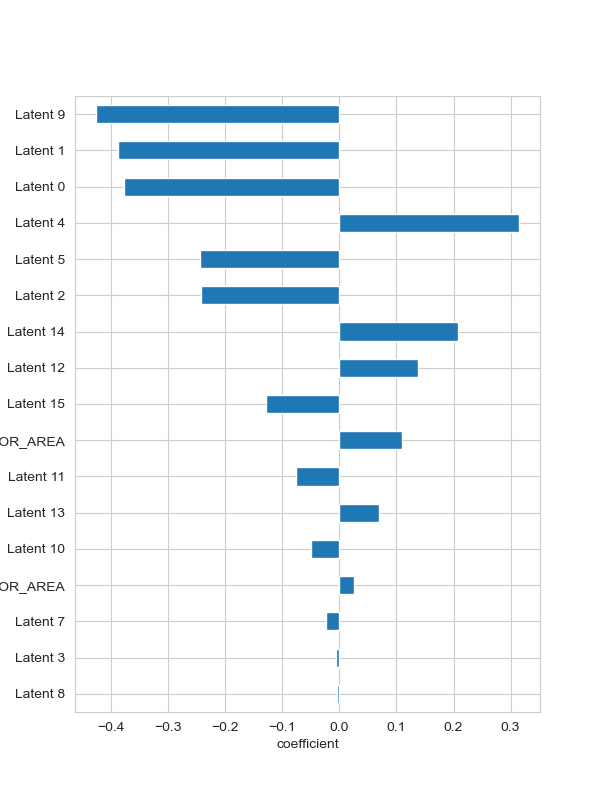 Latent 9
Latent 1
Latent 0
Latent 4
Latent 5
Latent 2
Latent 14
Latent 12
Latent 15
OR_AREA
Latent 11
Latent 13
Latent 10
OR_AREA
Latent 7
Latent 3
Latent 8
−0.4 −0.3 −0.2 −0.1 0.0 0.1 0.2 0.3
coefficient